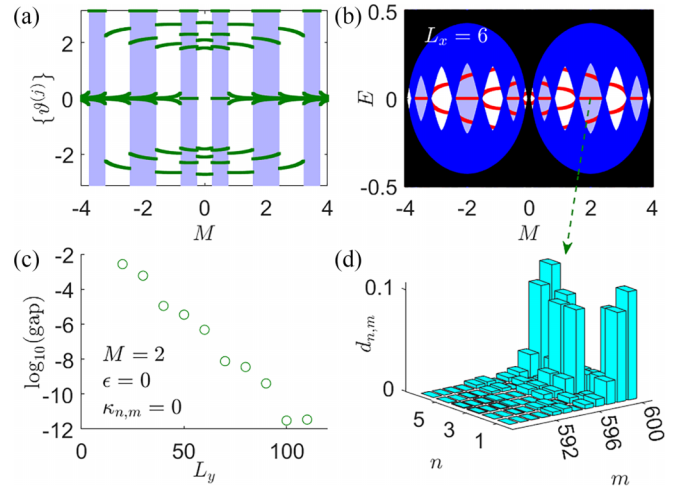 (a)
2
0
-2
{ϑ^(j)}
-4 -2 0 2 4
M
(b)
0.5
0
-0.5
E
L_x = 6
-4 -2 0 2 4
M
(c)
-2
-4
-6
-8
-10
-12
log10(gap)
M = 2
ϵ = 0
κ_n,m = 0
0 50 100
L_y
(d)
0.1
0
d_n,m
5 3 1
n
592 596 600
m